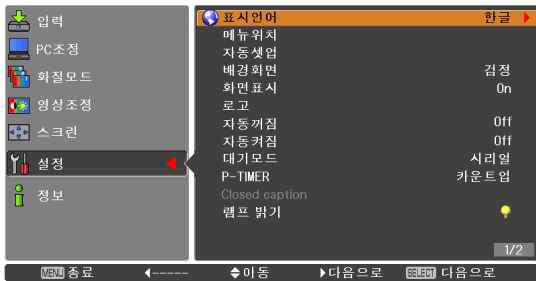 입력
PC조정
화질모드
영상조정
스크린
설정
정보
표시언어 한글
메뉴위치
자동셋업
배경화면 검정
화면표시 On
로고
자동꺼짐 Off
자동켜짐 Off
대기모드 시리얼
P-TIMER 카운트업
Closed caption
램프 밝기
1/2
MENU 종료 ◀----- ◆이동 ▶다음으로 SELECT 다음으로